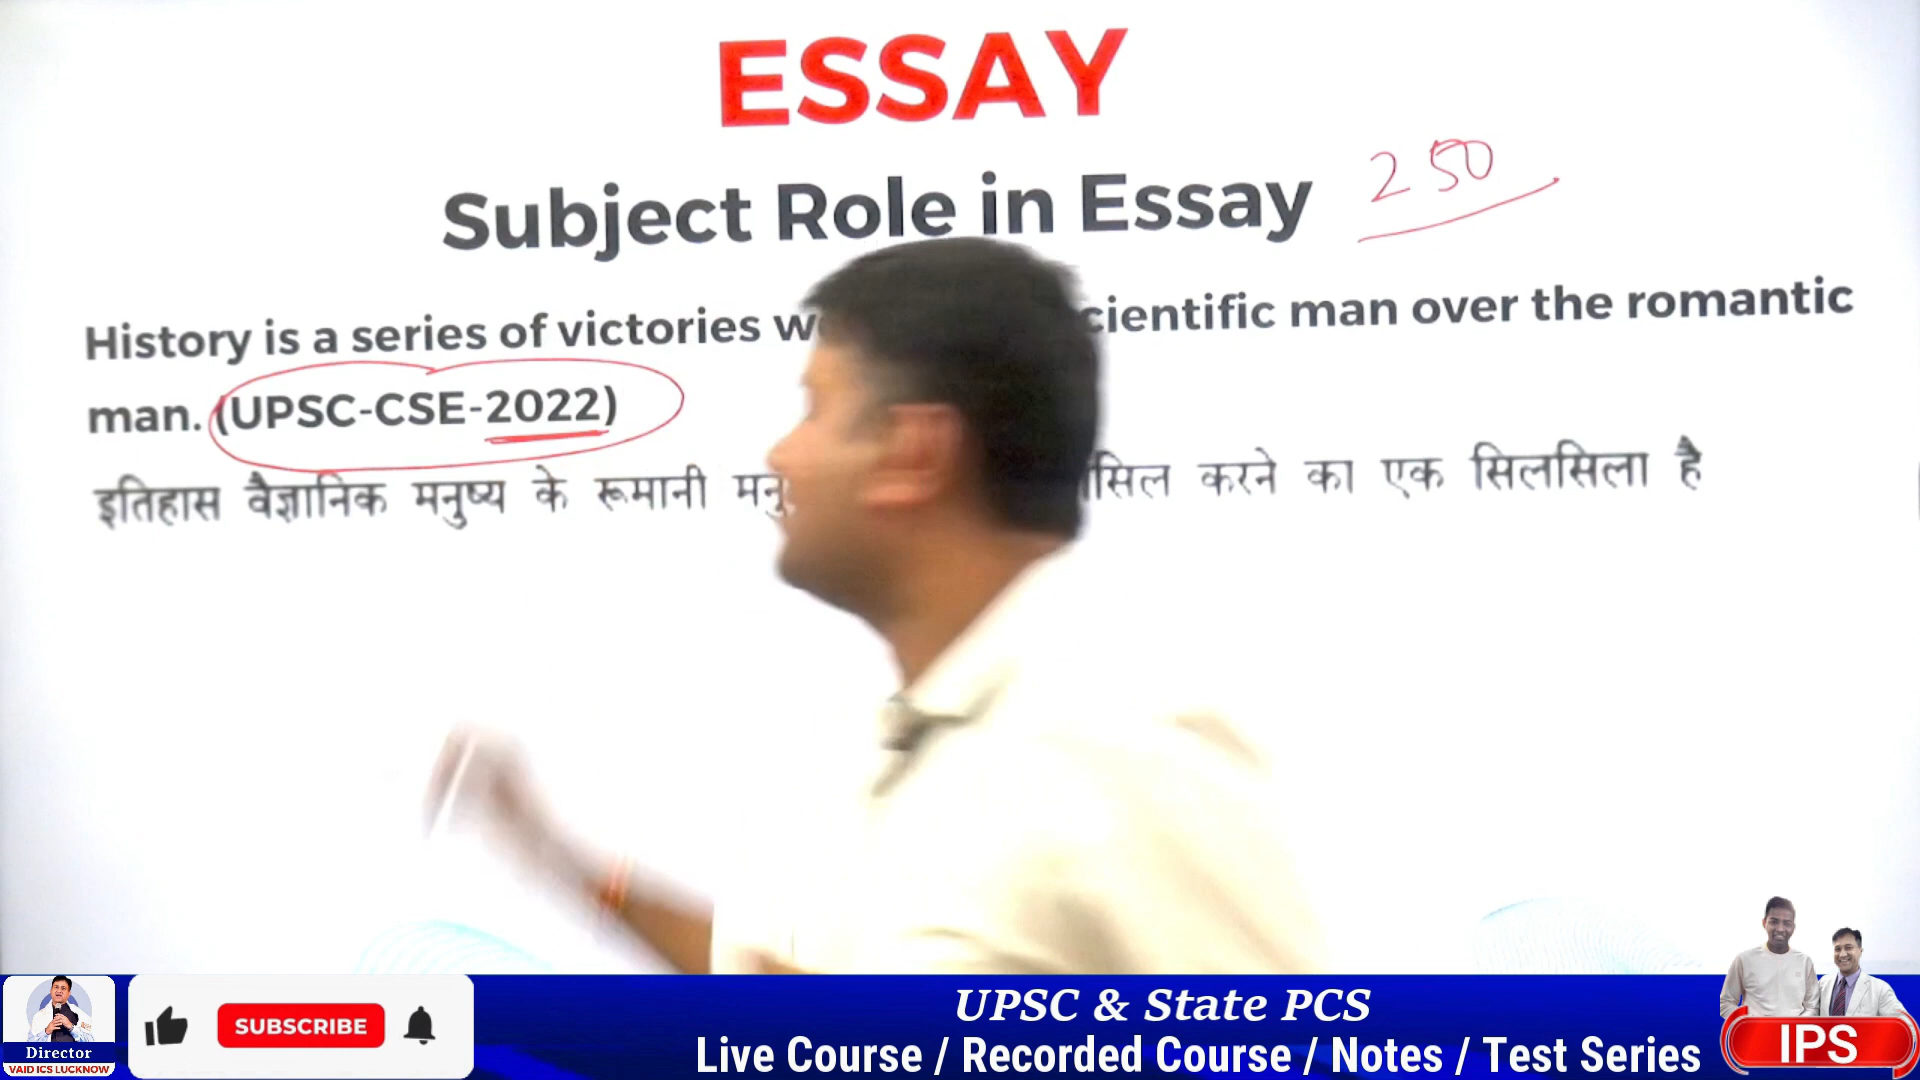 ESSAY
Subject Role in Essay
250
History is a series of victories w cientific man over the romantic
man. (UPSC-CSE-2022)
इतिहास वैज्ञानिक मनुष्य के रूमानी मनु सिल करने का एक सिलसिला है
Director
VAID ICS LUCKNOW
SUBSCRIBE
UPSC & State PCS
Live Course / Recorded Course / Notes / Test Series
IPS